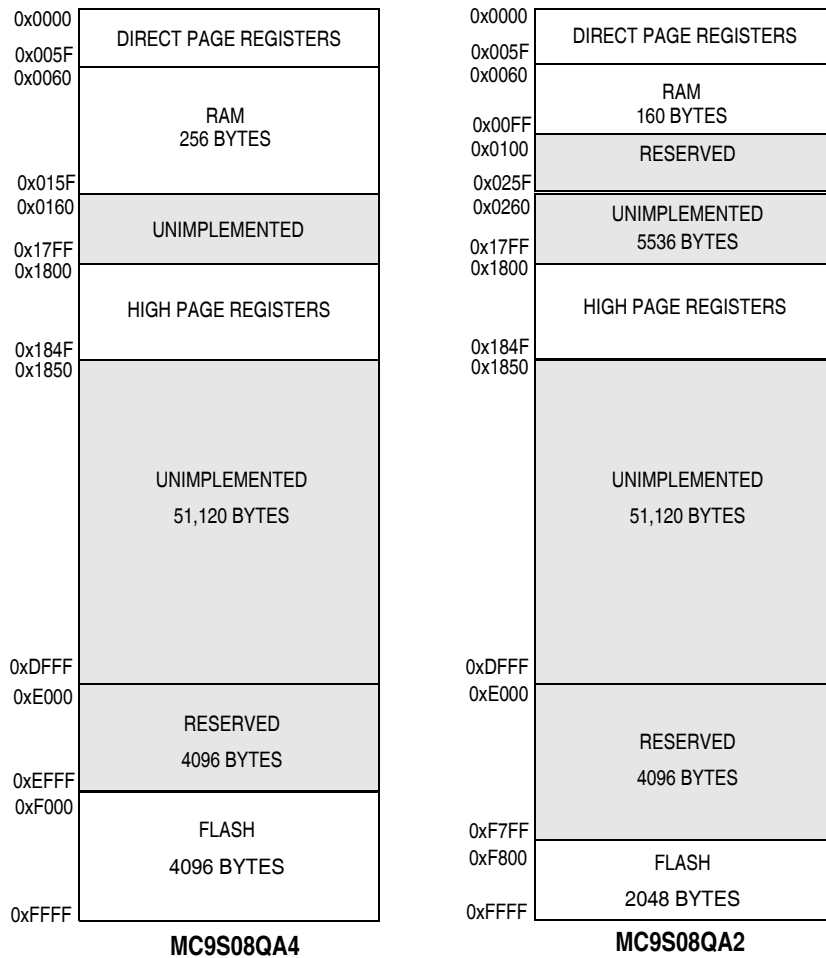 0x0000
DIRECT PAGE REGISTERS
0x005F
0x0060
RAM
256 BYTES
0x015F
0x0160
UNIMPLEMENTED
0x17FF
0x1800
HIGH PAGE REGISTERS
0x184F
0x1850
UNIMPLEMENTED
51,120 BYTES
0xDFFF
0xE000
RESERVED
4096 BYTES
0xEFFF
0xF000
FLASH
4096 BYTES
0xFFFF
MC9S08QA4
0x0000
DIRECT PAGE REGISTERS
0x005F
0x0060
RAM
160 BYTES
0x00FF
0x0100
RESERVED
0x025F
0x0260
UNIMPLEMENTED
5536 BYTES
0x17FF
0x1800
HIGH PAGE REGISTERS
0x184F
0x1850
UNIMPLEMENTED
51,120 BYTES
0xDFFF
0xE000
RESERVED
4096 BYTES
0xF7FF
0xF800
FLASH
2048 BYTES
0xFFFF
MC9S08QA2